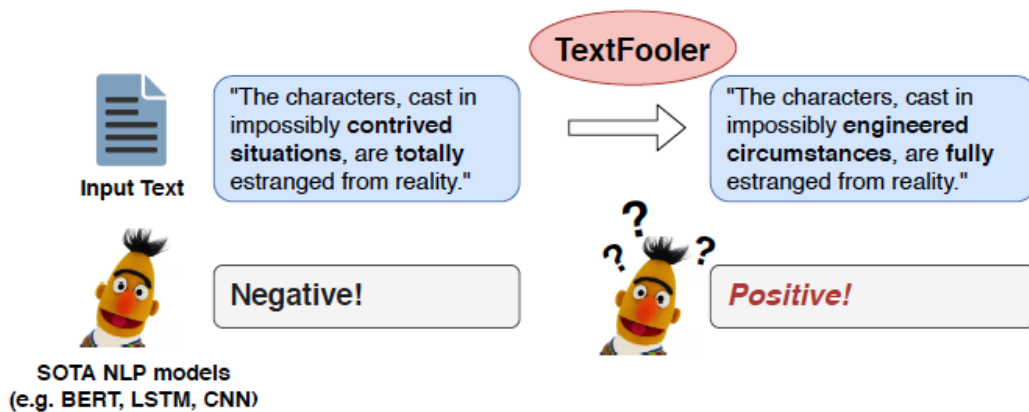 TextFooler
"The characters, cast in
impossibly contrived
situations, are totally
estranged from reality."
"The characters, cast in
impossibly engineered
circumstances, are fully
estranged from reality."
Input Text
? ? ?
Negative!
Positive!
SOTA NLP models
(e.g. BERT, LSTM, CNN)